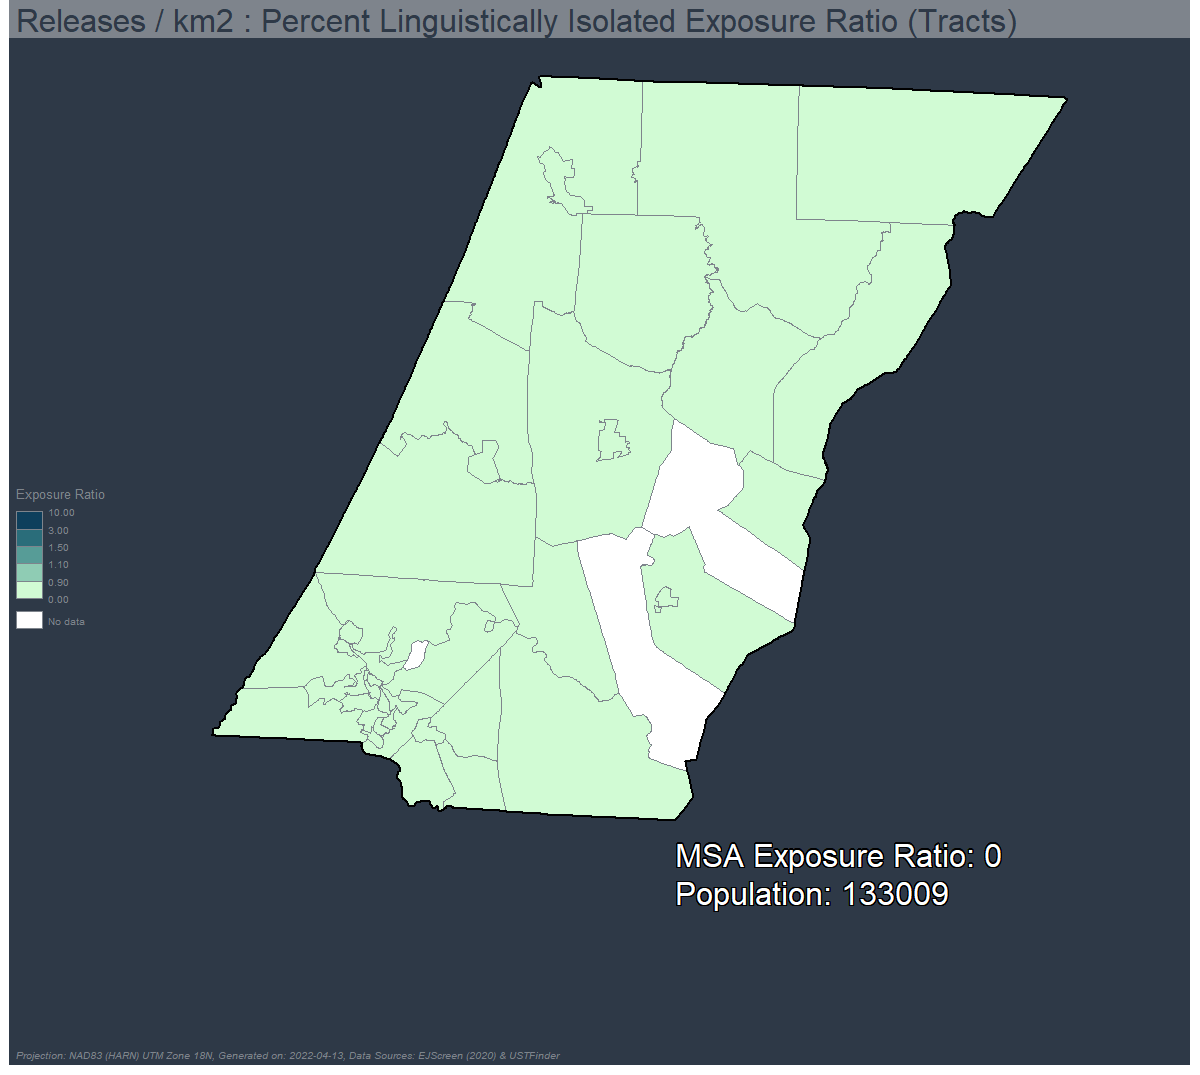 Releases / km2 : Percent Linguistically Isolated Exposure Ratio (Tracts)
Exposure Ratio
10.00
3.00
1.50
1.10
0.90
0.00
No data
MSA Exposure Ratio: 0
Population: 133009
Projection: NAD83 (HARN) UTM Zone 18N, Generated on: 2022-04-13, Data Sources: EJScreen (2020) & USTFinder